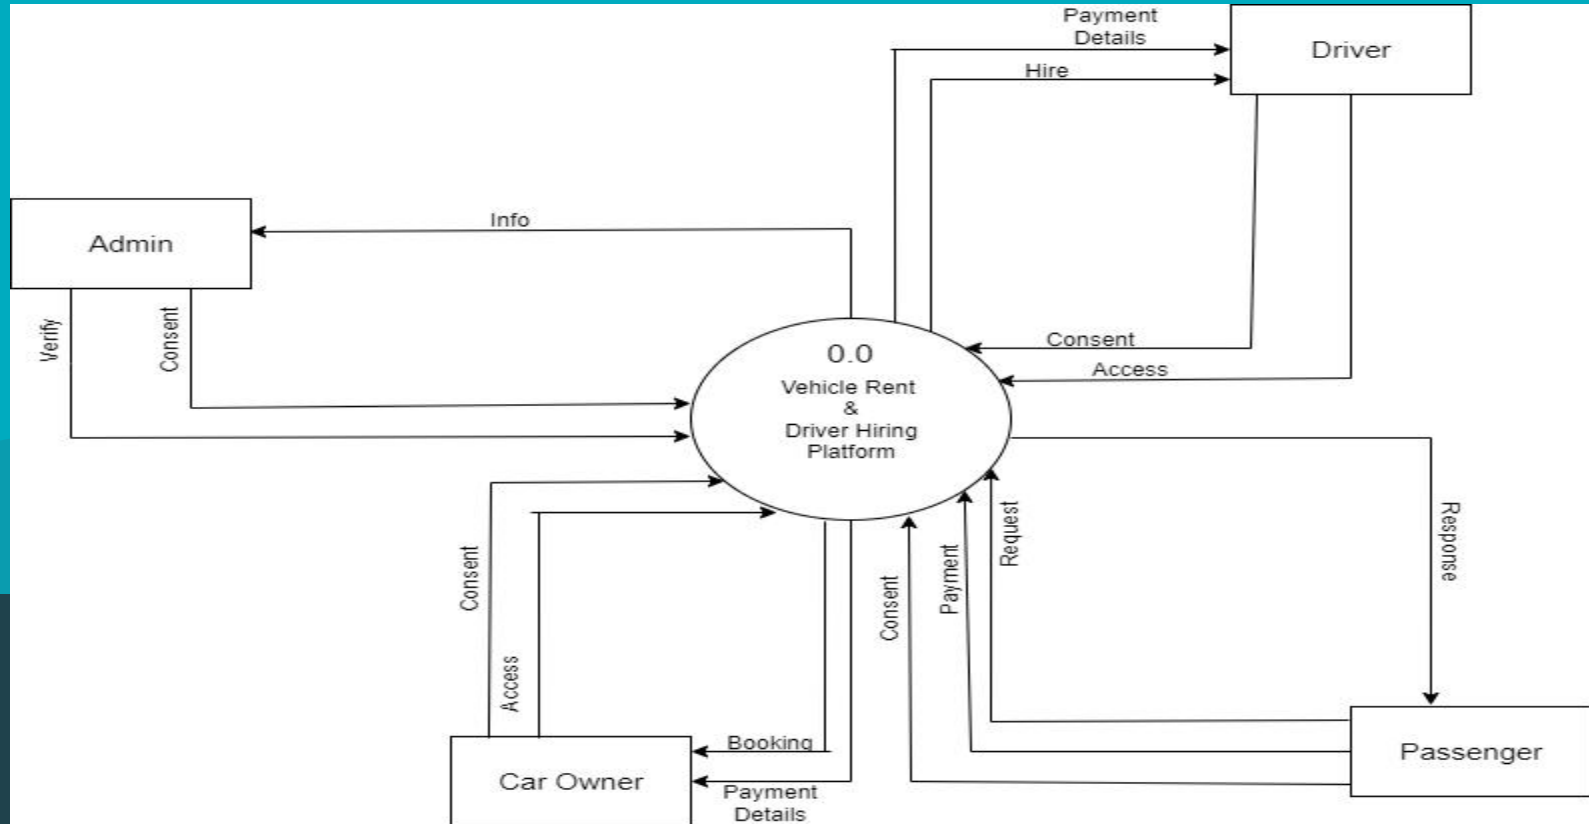 Payment
Details
Driver
Hire
Info
Admin
Verify
Consent
Consent
Access
0.0
Vehicle Rent
&
Driver Hiring
Platform
Consent
Access
Consent
Payment
Request
Response
Booking
Car Owner
Payment
Details
Passenger